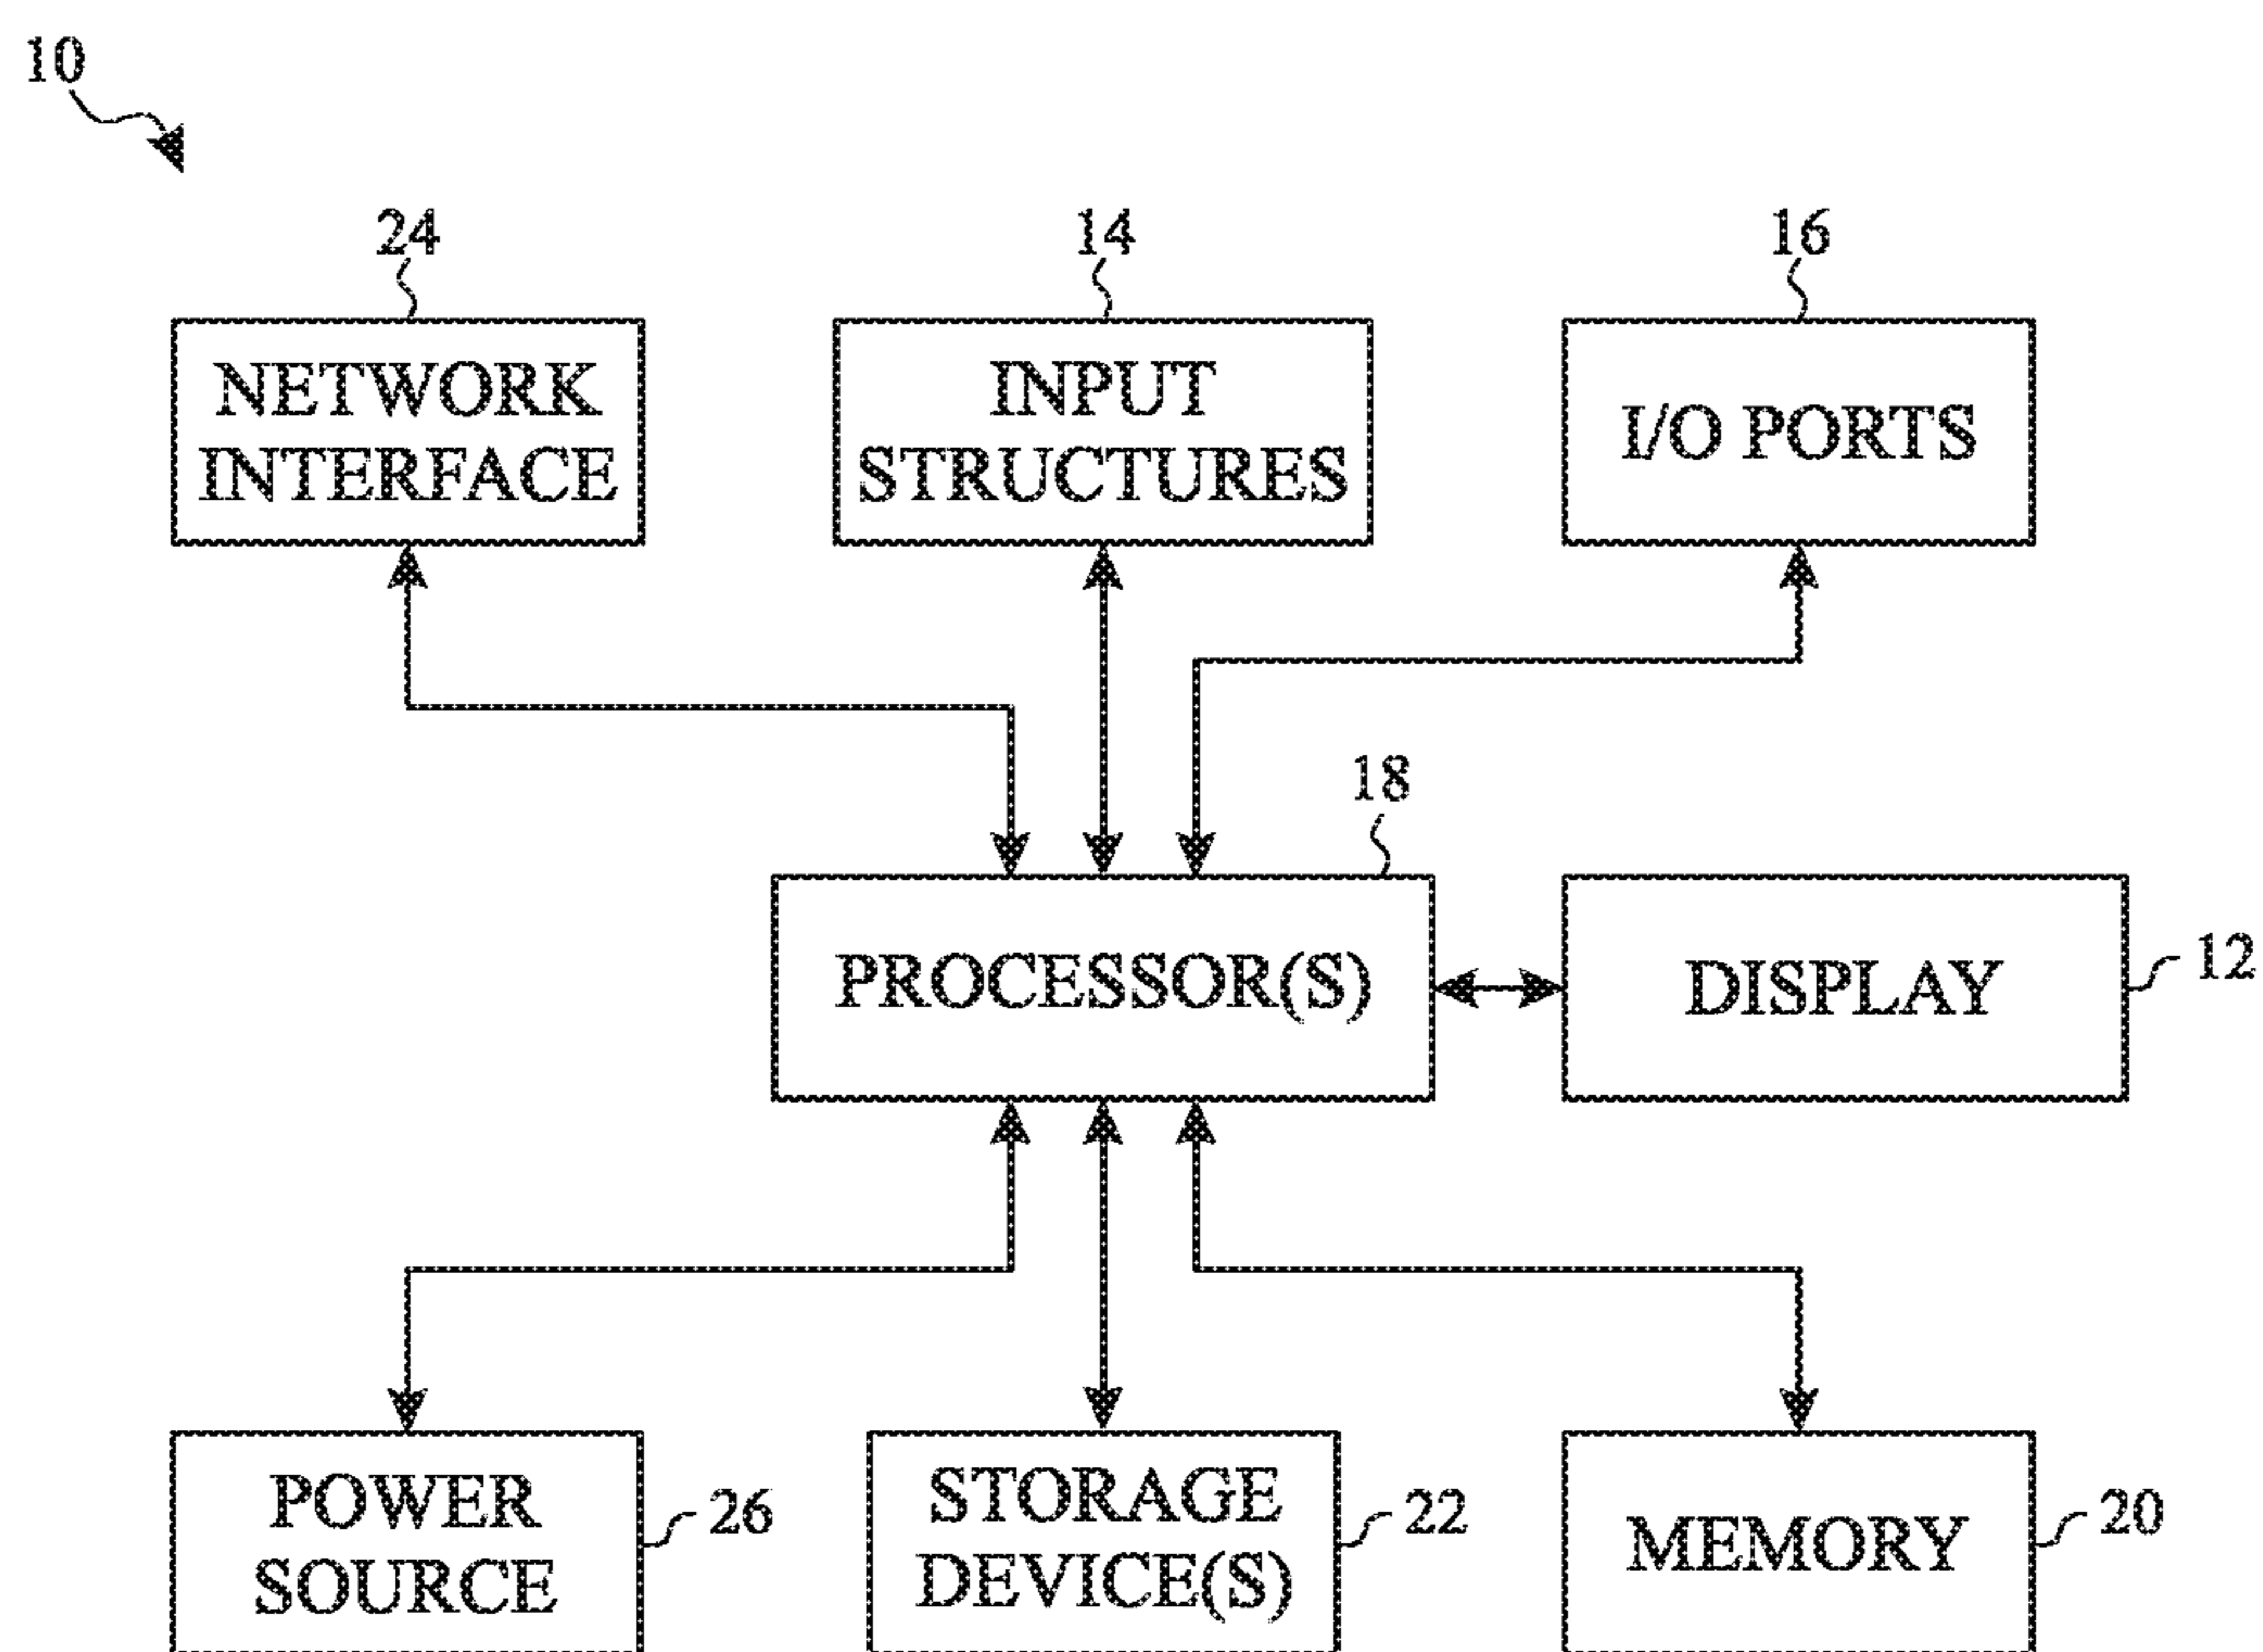 10
24
14
16
NETWORK
INTERFACE
INPUT
STRUCTURES
I/O PORTS
18
PROCESSOR(S)
DISPLAY
12
POWER
SOURCE
26
STORAGE
DEVICE(S)
22
MEMORY
20